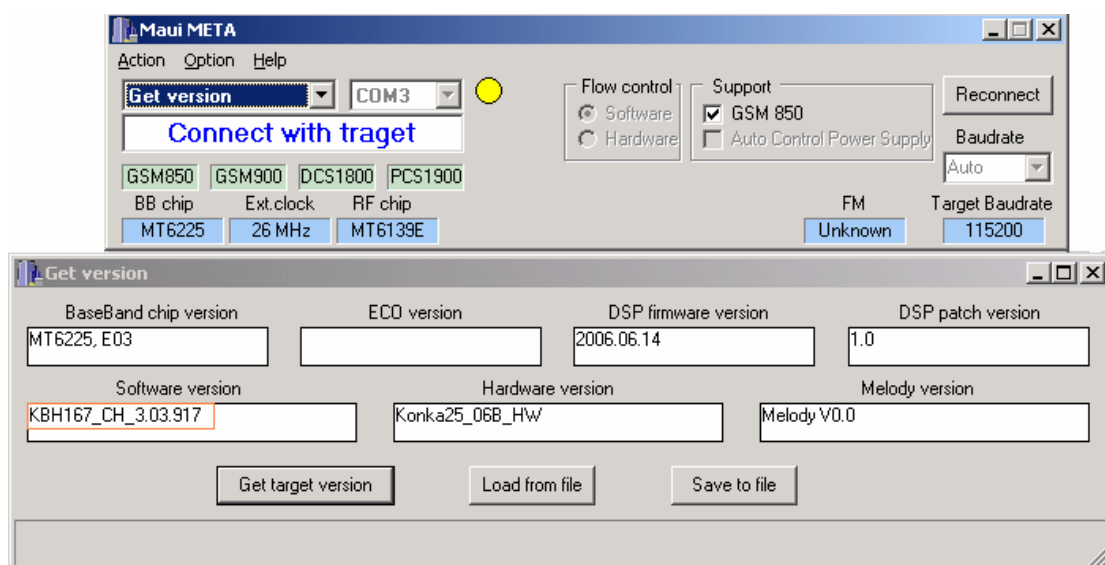 Maui META
Action Option Help
Get version COM3
Flow control Support Reconnect
Software GSM 850
Connect with traget
Hardware Auto Control Power Supply Baudrate
Auto
GSM850 GSM900 DCS1800 PCS1900
BB chip Ext.clock RF chip FM Target Baudrate
MT6225 26 MHz MT6139E Unknown 115200
Get version
BaseBand chip version ECO version DSP firmware version DSP patch version
MT6225, E03 2006.06.14 1.0
Software version Hardware version Melody version
KBH167_CH_3.03.917 Konka25_06B_HW Melody V0.0
Get target version Load from file Save to file